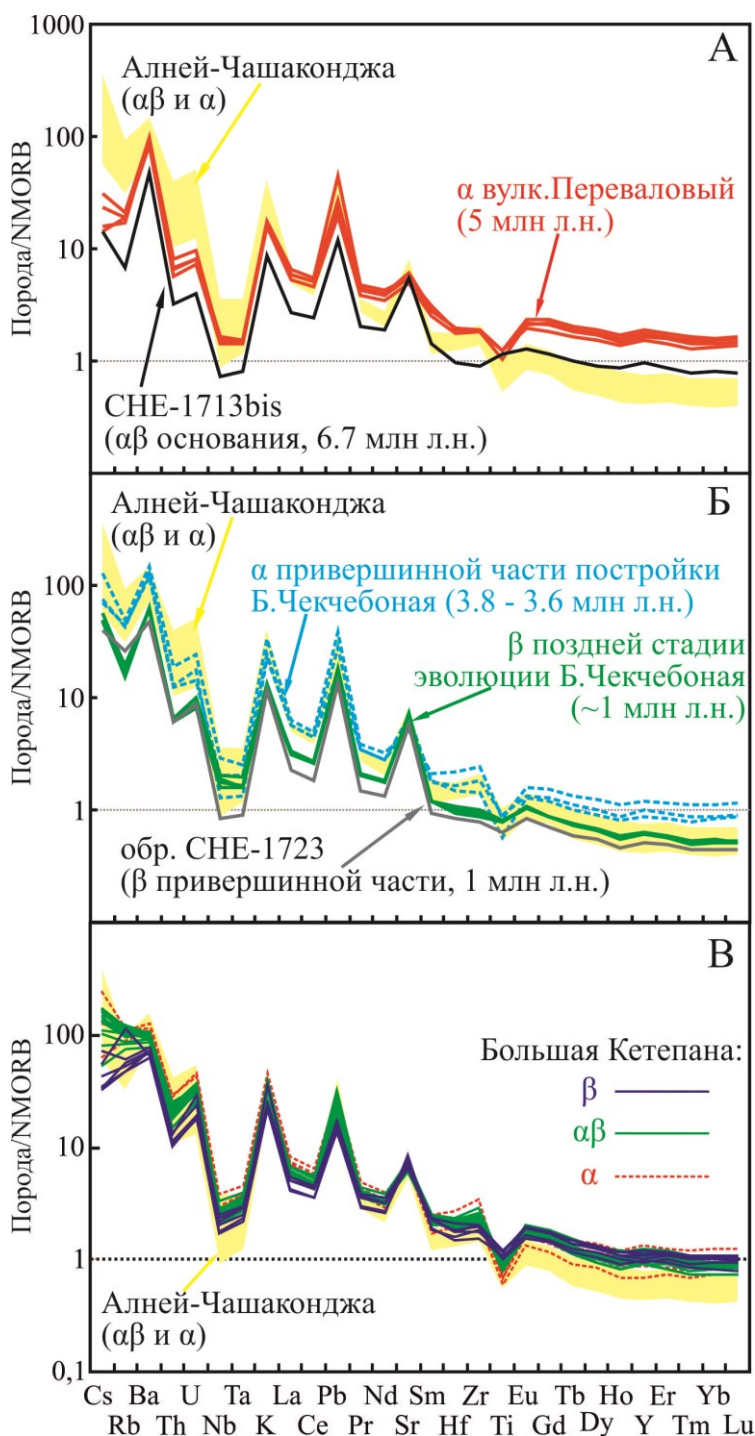 1000
А
Алней-Чашаконджа
(αβ и α)
100
α вулк.Переваловый
(5 млн л.н.)
10
Порода/NMORB
1
CHE-1713bis
(αβ основания, 6.7 млн л.н.)
Алней-Чашаконджа
(αβ и α)
Б
100
α привершинной части постройки
Б.Чекчебоная (3.8 - 3.6 млн л.н.)
β поздней стадии
эволюции Б.Чекчебоная
(~1 млн л.н.)
10
Порода/NMORB
1
обр. CHE-1723
(β привершинной части, 1 млн л.н.)
В
100
Большая Кетепана:
β
αβ
α
10
Порода/NMORB
1
Алней-Чашаконджа
(αβ и α)
0,1
Cs Ba U Ta La Pb Nd Sm Zr Eu Tb Ho Er Yb
Rb Th Nb K Ce Pr Sr Hf Ti Gd Dy Y Tm Lu